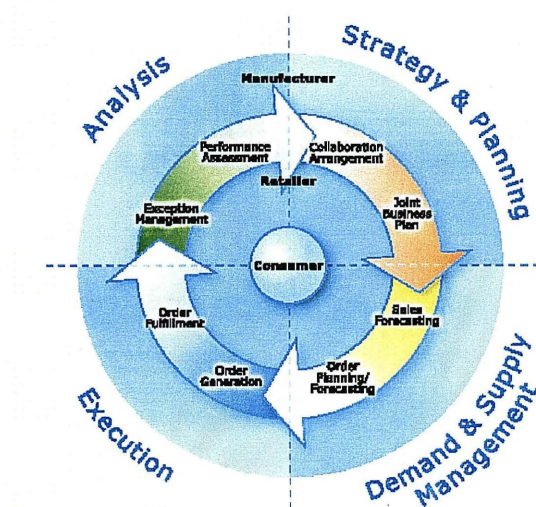 Strategy & Planning
Analysis
Manufacturer
Performance
Assessment
Collaboration
Arrangement
Retailer
Joint
Business
Plan
Exception
Management
Consumer
Order
Fulfillment
Sales
Forecasting
Order
Generation
Order
Planning/
Forecasting
Execution
Demand & Supply
Management